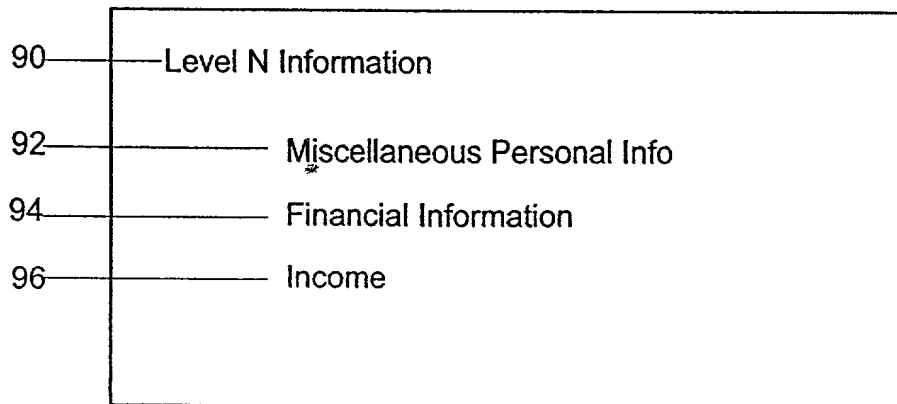 90 Level N Information
92 Miscellaneous Personal Info
94 Financial Information
96 Income